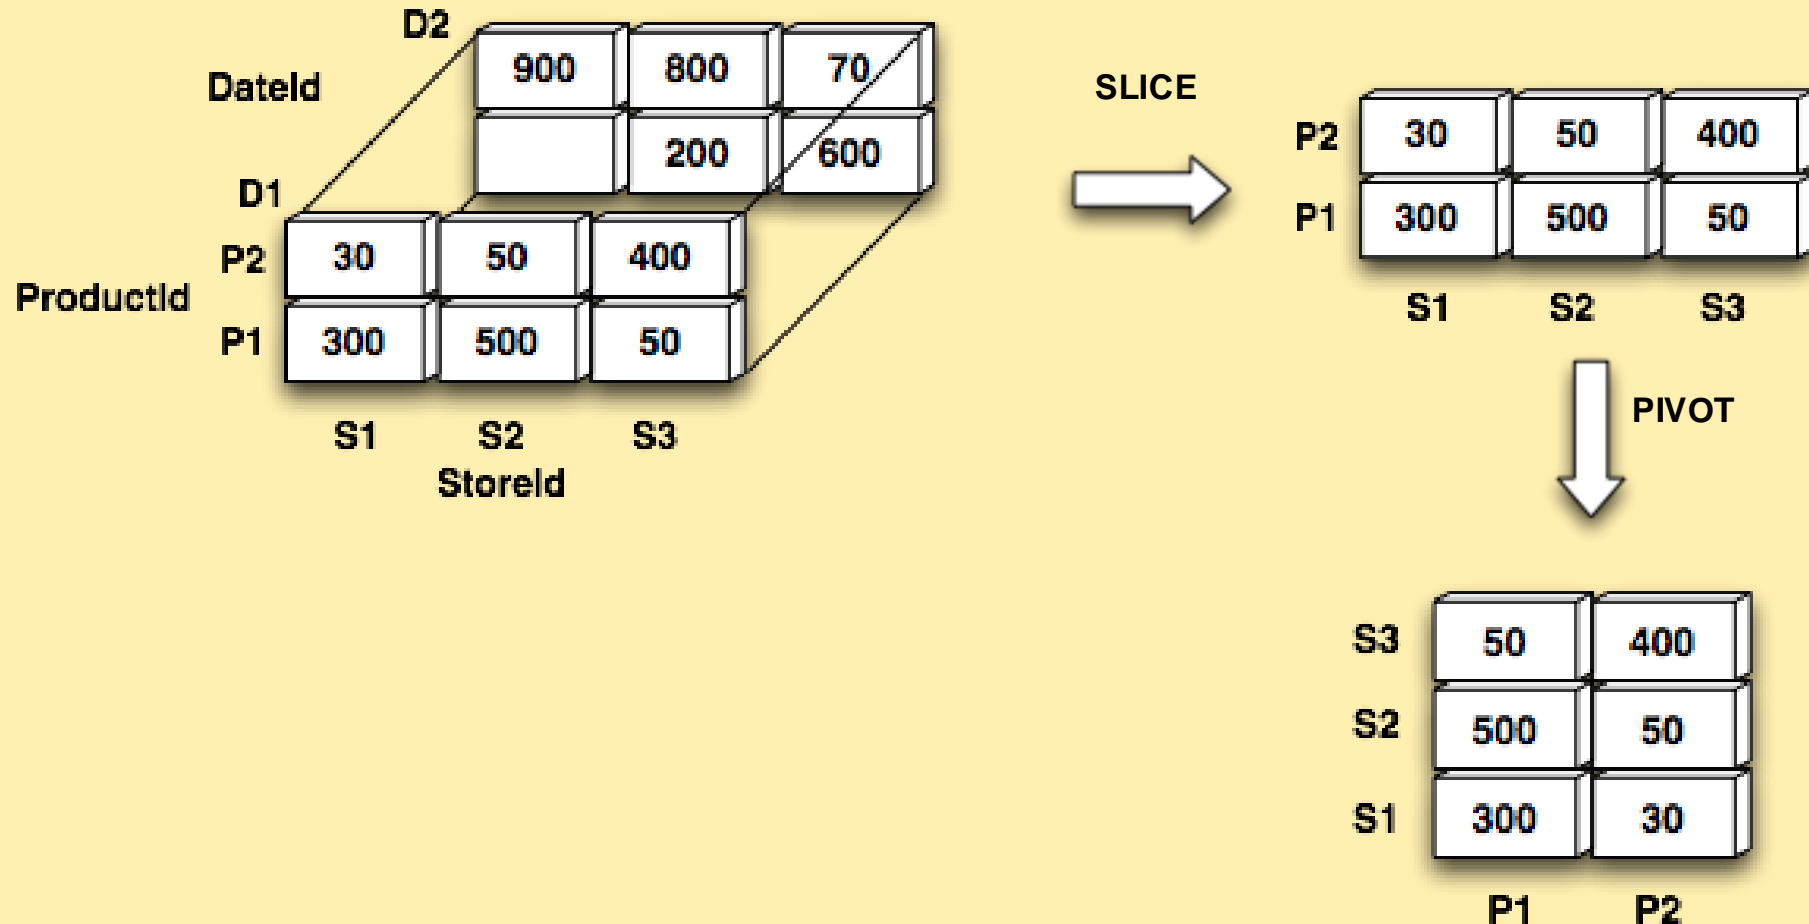 D2
900 800 70
DateId
200 600
D1
P2 30 50 400
ProductId
P1 300 500 50
S1 S2 S3
StoreId
SLICE
P2 30 50 400
P1 300 500 50
S1 S2 S3
PIVOT
S3 50 400
S2 500 50
S1 300 30
P1 P2